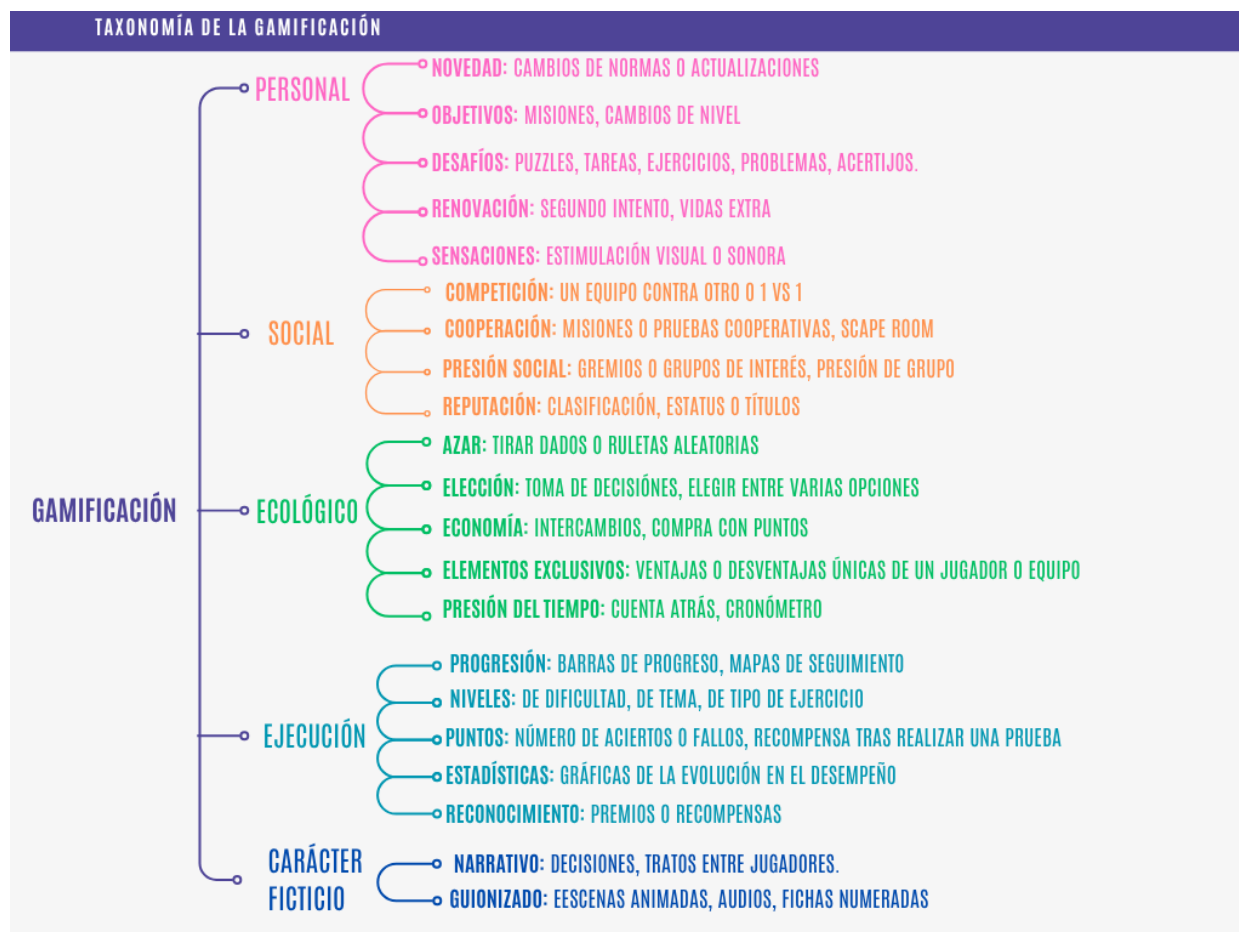 TAXONOMÍA DE LA GAMIFICACIÓN
GAMIFICACIÓN
PERSONAL
NOVEDAD: CAMBIOS DE NORMAS O ACTUALIZACIONES
OBJETIVOS: MISIONES, CAMBIOS DE NIVEL
DESAFÍOS: PUZZLES, TAREAS, EJERCICIOS, PROBLEMAS, ACERTIJOS.
RENOVACIÓN: SEGUNDO INTENTO, VIDAS EXTRA
SENSACIONES: ESTIMULACIÓN VISUAL O SONORA
SOCIAL
COMPETICIÓN: UN EQUIPO CONTRA OTRO O 1 VS 1
COOPERACIÓN: MISIONES O PRUEBAS COOPERATIVAS, SCAPE ROOM
PRESIÓN SOCIAL: GREMIOS O GRUPOS DE INTERÉS, PRESIÓN DE GRUPO
REPUTACIÓN: CLASIFICACIÓN, ESTATUS O TÍTULOS
ECOLÓGICO
AZAR: TIRAR DADOS O RULETAS ALEATORIAS
ELECCIÓN: TOMA DE DECISIÓNES, ELEGIR ENTRE VARIAS OPCIONES
ECONOMÍA: INTERCAMBIOS, COMPRA CON PUNTOS
ELEMENTOS EXCLUSIVOS: VENTAJAS O DESVENTAJAS ÚNICAS DE UN JUGADOR O EQUIPO
PRESIÓN DEL TIEMPO: CUENTA ATRÁS, CRONÓMETRO
EJECUCIÓN
PROGRESIÓN: BARRAS DE PROGRESO, MAPAS DE SEGUIMIENTO
NIVELES: DE DIFICULTAD, DE TEMA, DE TIPO DE EJERCICIO
PUNTOS: NÚMERO DE ACIERTOS O FALLOS, RECOMPENSA TRAS REALIZAR UNA PRUEBA
ESTADÍSTICAS: GRÁFICAS DE LA EVOLUCIÓN EN EL DESEMPEÑO
RECONOCIMIENTO: PREMIOS O RECOMPENSAS
CARÁCTER
FICTICIO
NARRATIVO: DECISIONES, TRATOS ENTRE JUGADORES.
GUIONIZADO: EESCENAS ANIMADAS, AUDIOS, FICHAS NUMERADAS